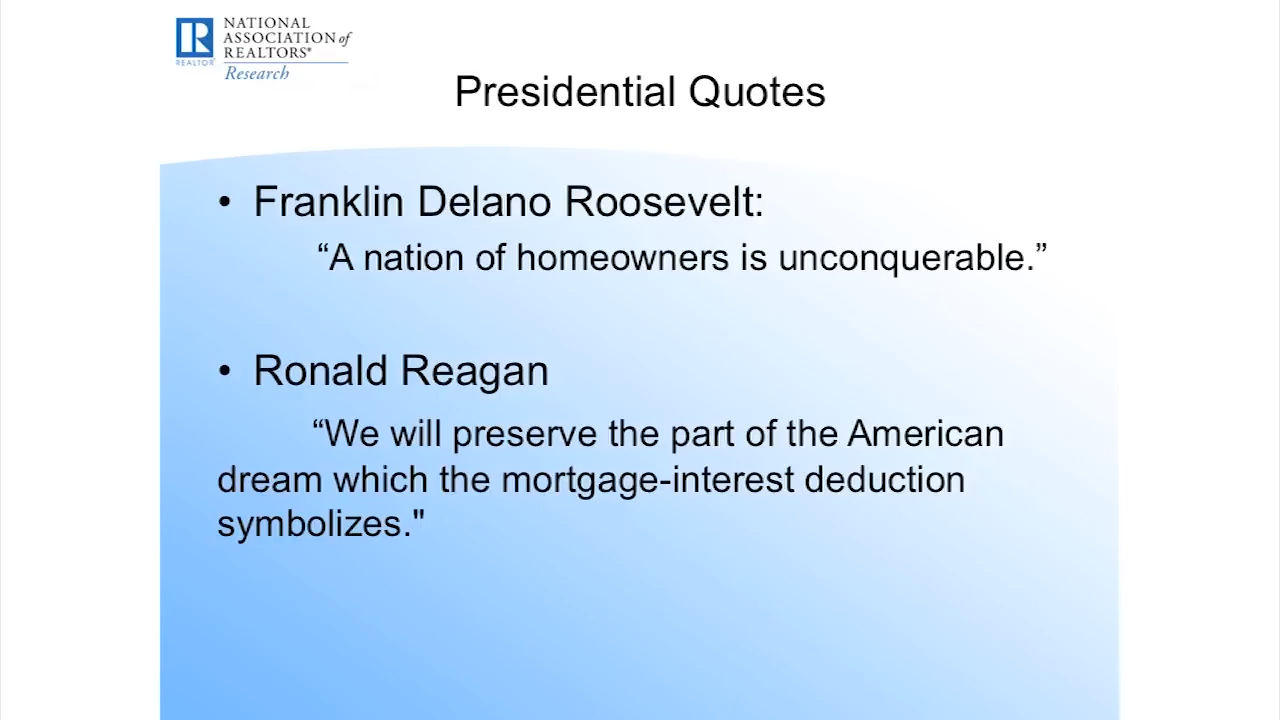 NATIONAL
ASSOCIATION of
REALTORS®
REALTOR®
Research
Presidential Quotes
• Franklin Delano Roosevelt:
“A nation of homeowners is unconquerable.”
• Ronald Reagan
“We will preserve the part of the American
dream which the mortgage-interest deduction
symbolizes."